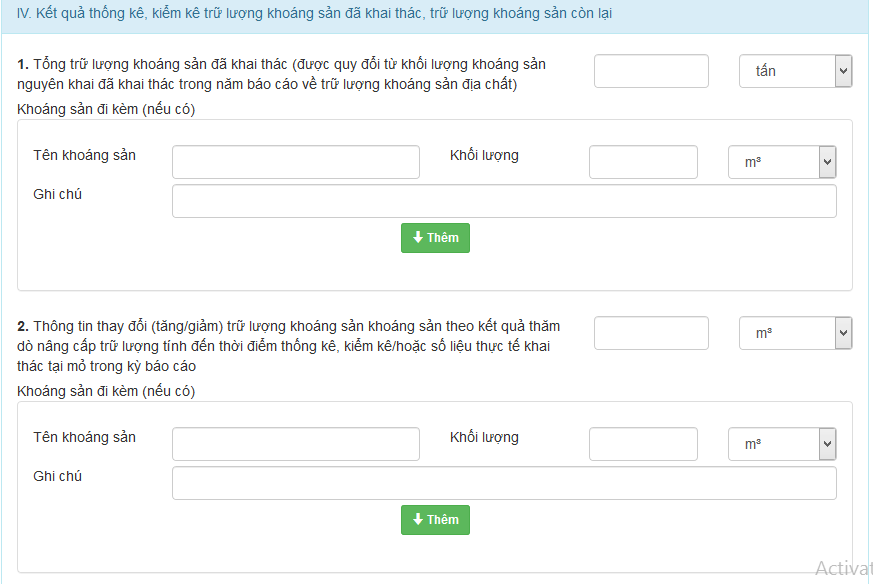 IV. Kết quả thống kê, kiểm kê trữ lượng khoáng sản đã khai thác, trữ lượng khoáng sản còn lại
1. Tổng trữ lượng khoáng sản đã khai thác (được quy đổi từ khối lượng khoáng sản
tấn
nguyên khai đã khai thác trong năm báo cáo về trữ lượng khoáng sản địa chất)
Khoáng sản đi kèm (nếu có)
Tên khoáng sản Khối lượng m³
Ghi chú
Thêm
2. Thông tin thay đổi (tăng/giảm) trữ lượng khoáng sản khoáng sản theo kết quả thăm
m³
dò nâng cấp trữ lượng tính đến thời điểm thống kê, kiểm kê/hoặc số liệu thực tế khai
thác tại mỏ trong kỳ báo cáo
Khoáng sản đi kèm (nếu có)
Tên khoáng sản Khối lượng m³
Ghi chú
Thêm
Activat